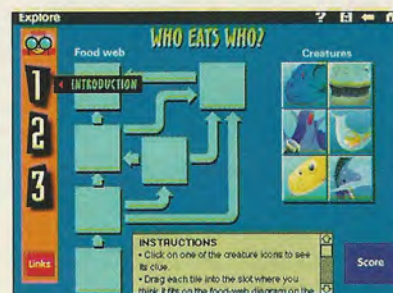 Explore
?
WHO EATS WHO?
Food web
Creatures
1
INTRODUCTION
2
3
INSTRUCTIONS
• Click on one of the creature icons to see
its clue.
• Drag each tile into the slot where you
think it fits on the food-web diagram on the
Links
Score